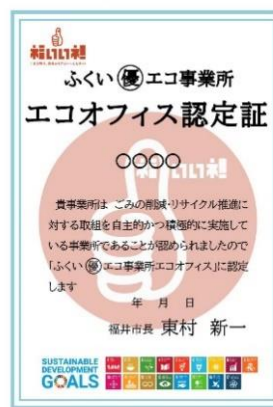 ふくい㊝エコ事業所
エコオフィス認定証
○○○○
貴事業所は ごみの削減・リサイクル推進に
対する取組を自主的かつ積極的に実施して
いる事業所であることが認められましたので
「ふくい㊝エコ事業所エコオフィス」に認定
します
年 月 日
福井市長 東村 新一
SUSTAINABLE
DEVELOPMENT
GOALS